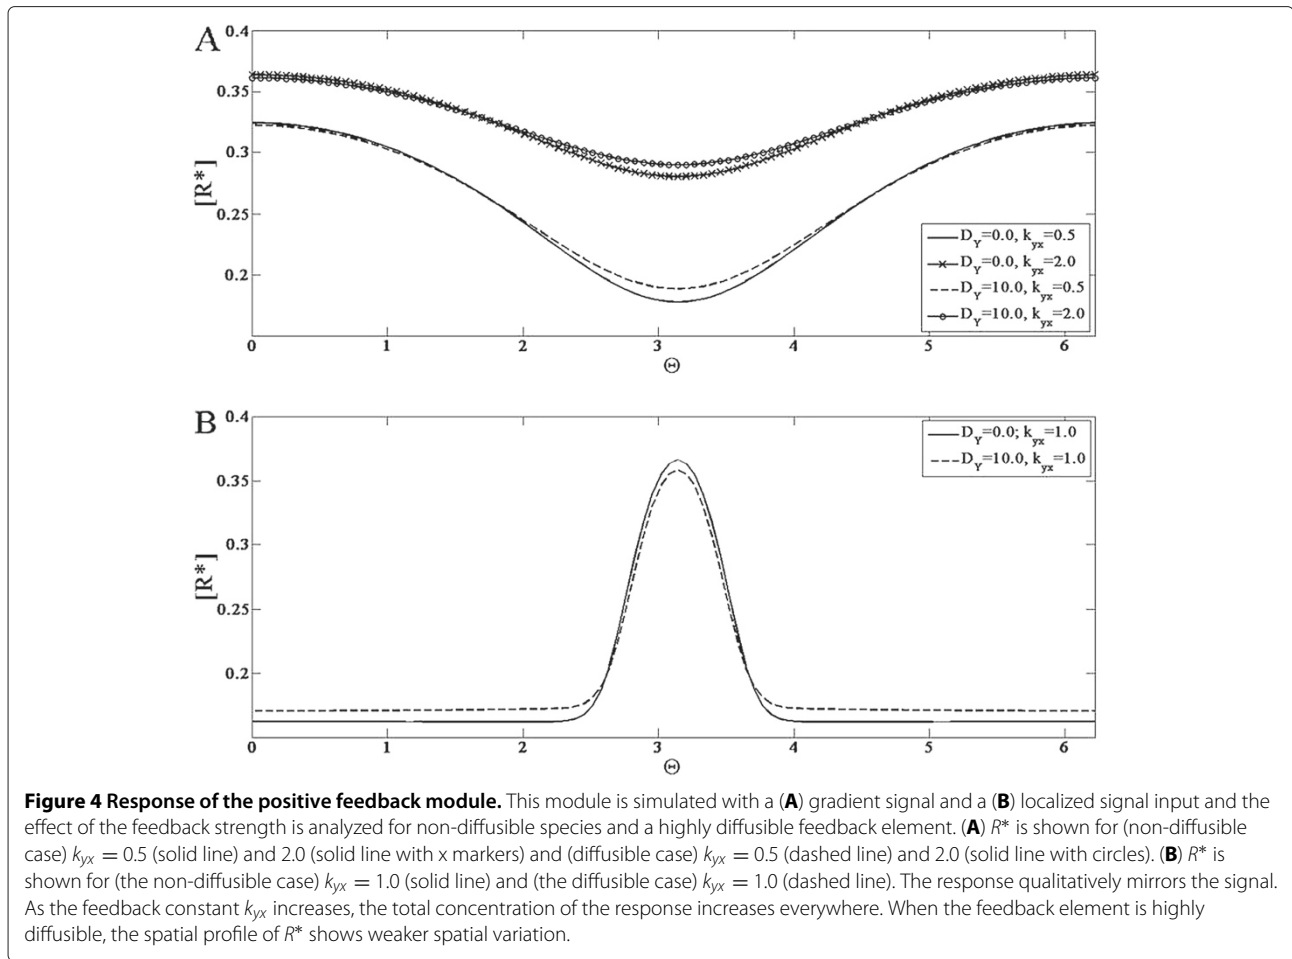 A
0.4
0.35
0.3
0.25
0.2
[R*]
D_Y=0.0, k_yx=0.5
D_Y=0.0, k_yx=2.0
D_Y=10.0, k_yx=0.5
D_Y=10.0, k_yx=2.0
0 1 2 3 4 5 6
Θ
B
0.4
0.35
0.3
0.25
0.2
[R*]
D_Y=0.0; k_yx=1.0
D_Y=10.0, k_yx=1.0
0 1 2 3 4 5 6
Θ
Figure 4 Response of the positive feedback module. This module is simulated with a (A) gradient signal and a (B) localized signal input and the
effect of the feedback strength is analyzed for non-diffusible species and a highly diffusible feedback element. (A) R* is shown for (non-diffusible
case) k_yx = 0.5 (solid line) and 2.0 (solid line with x markers) and (diffusible case) k_yx = 0.5 (dashed line) and 2.0 (solid line with circles). (B) R* is
shown for (the non-diffusible case) k_yx = 1.0 (solid line) and (the diffusible case) k_yx = 1.0 (dashed line). The response qualitatively mirrors the signal.
As the feedback constant k_yx increases, the total concentration of the response increases everywhere. When the feedback element is highly
diffusible, the spatial profile of R* shows weaker spatial variation.